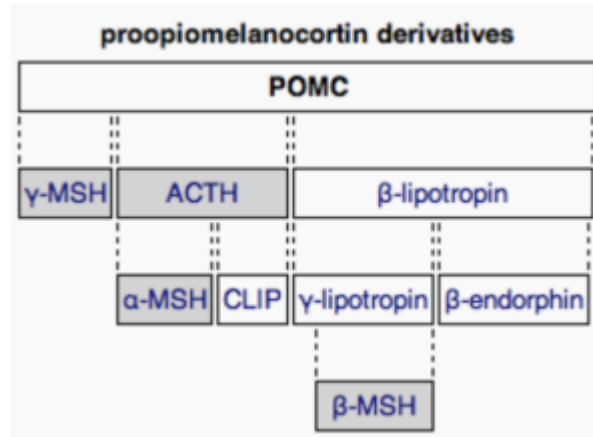 proopiomelanocortin derivatives
POMC
γ-MSH ACTH β-lipotropin
α-MSH CLIP γ-lipotropin β-endorphin
β-MSH